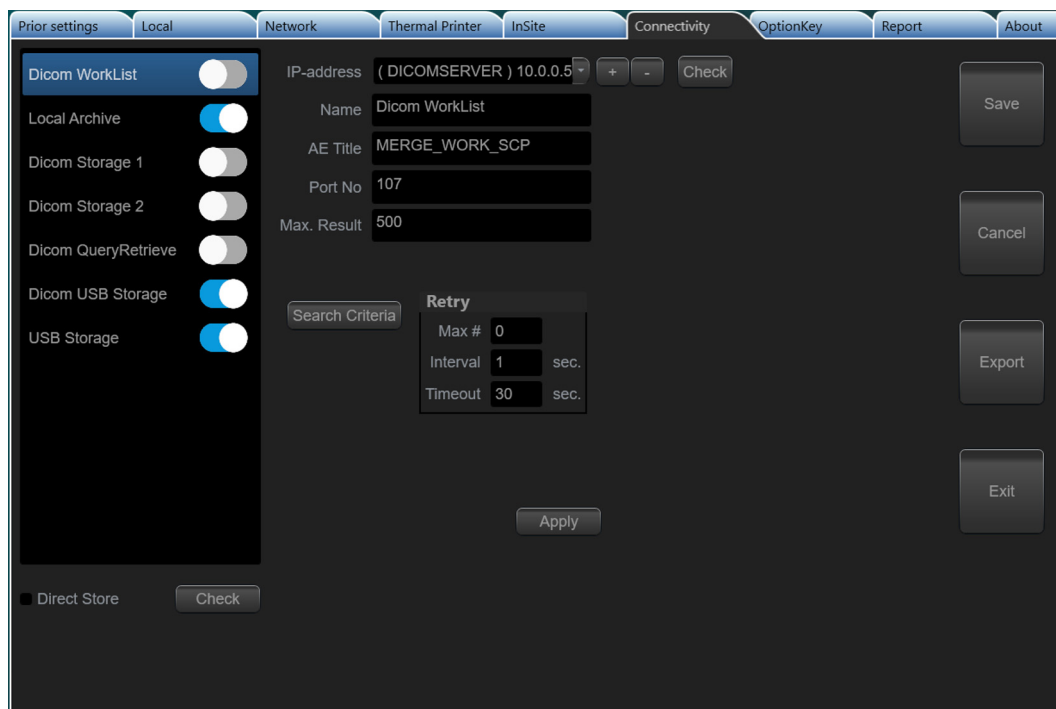 Prior settings Local Network Thermal Printer InSite Connectivity OptionKey Report About
Dicom WorkList
Local Archive
Dicom Storage 1
Dicom Storage 2
Dicom QueryRetrieve
Dicom USB Storage
USB Storage
Direct Store Check
IP-address ( DICOMSERVER ) 10.0.0.5 + - Check
Name Dicom WorkList
AE Title MERGE_WORK_SCP
Port No 107
Max. Result 500
Search Criteria
Retry
Max # 0
Interval 1 sec.
Timeout 30 sec.
Apply
Save
Cancel
Export
Exit